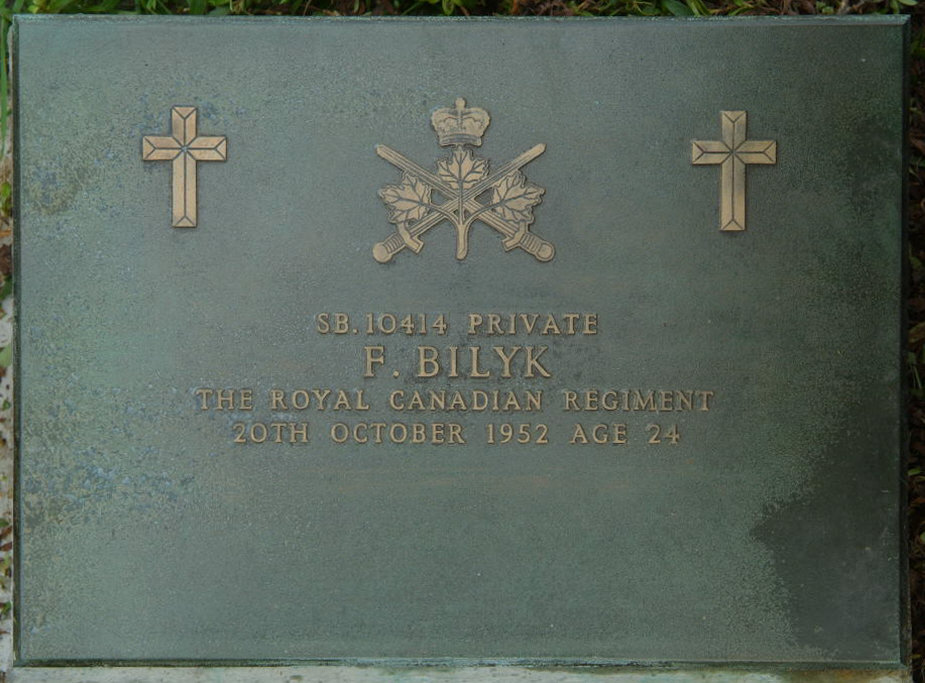 SB.10414 PRIVATE
F. BILYK
THE ROYAL CANADIAN REGIMENT
20TH OCTOBER 1952 AGE 24